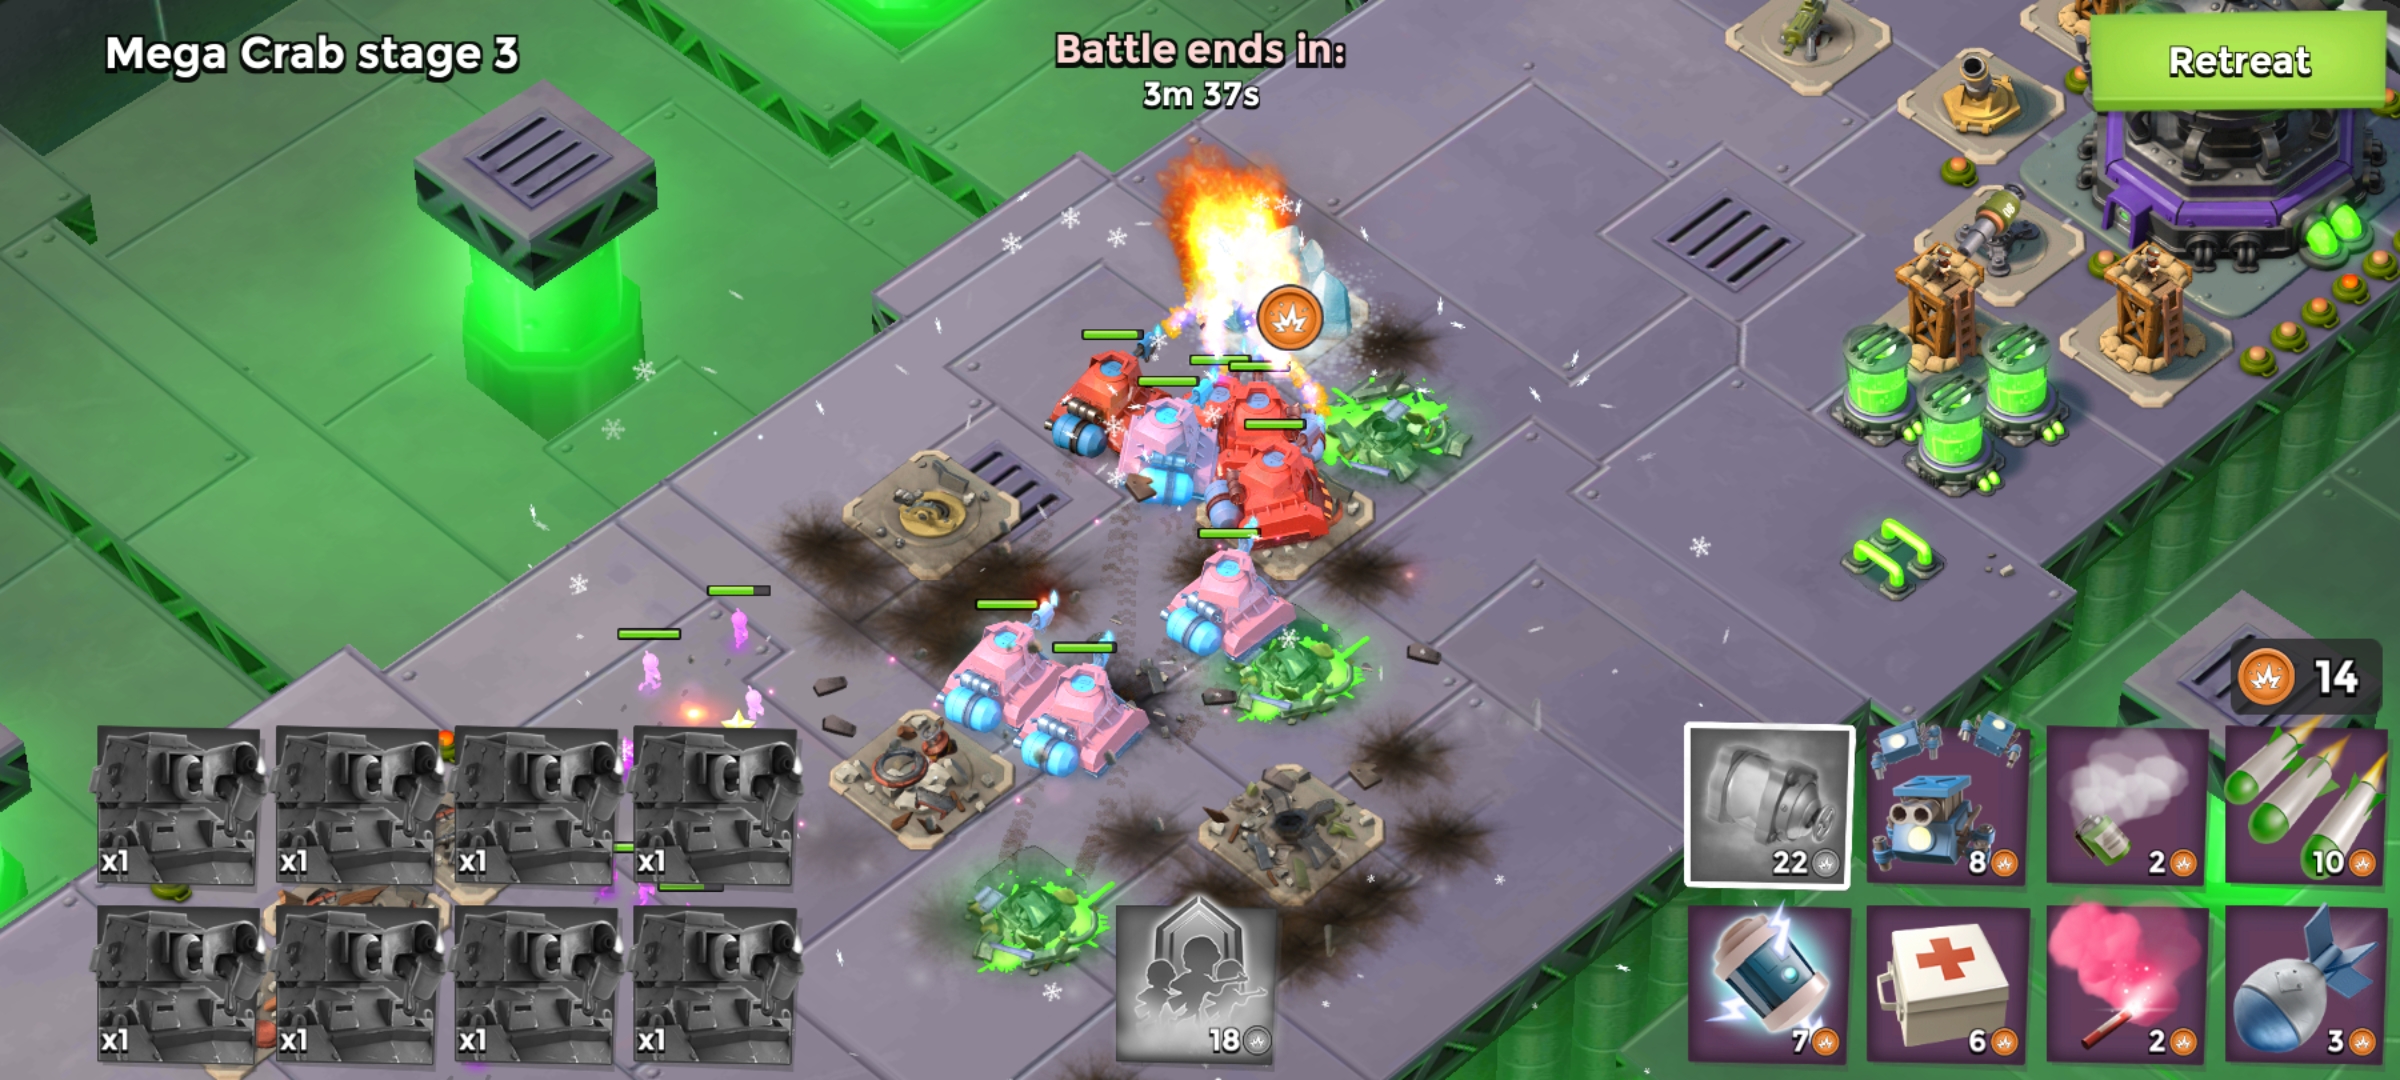 Mega Crab stage 3
Battle ends in:
3m 37s
Retreat
14
x1
x1
x1
x1
22
8
2
10
x1
x1
x1
x1
18
7
6
2
3